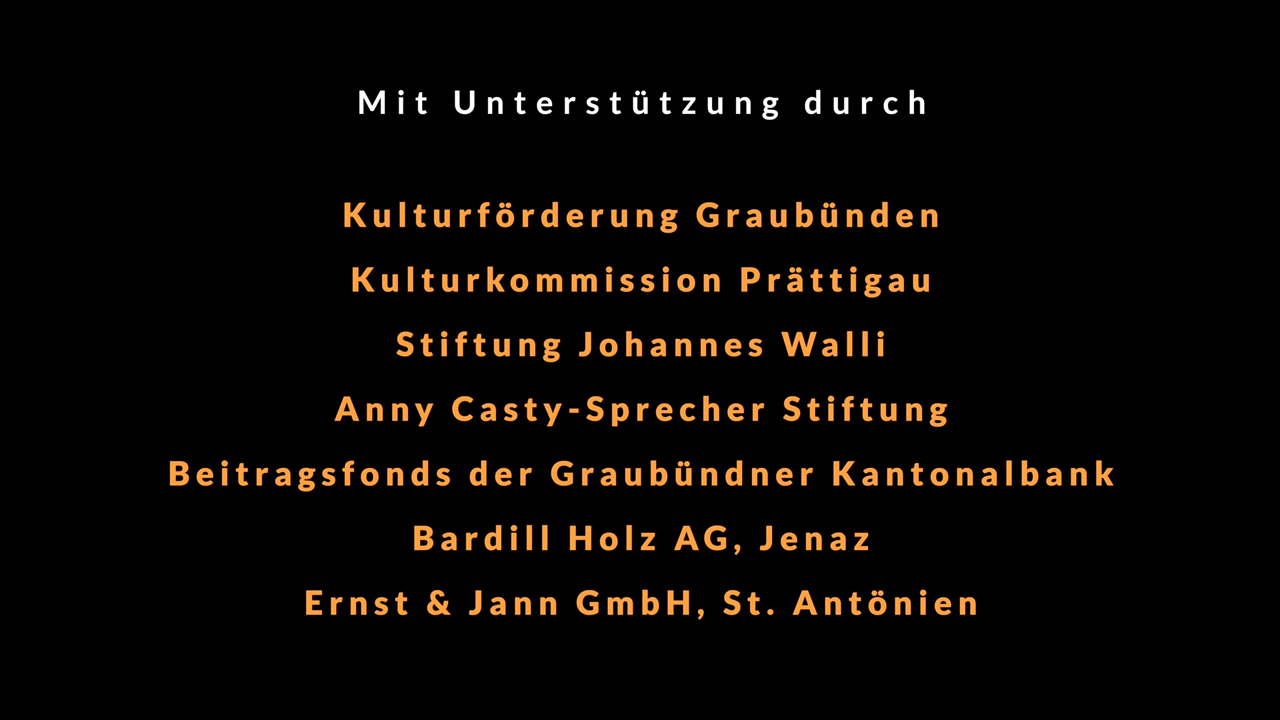 Mit Unterstützung durch
Kulturförderung Graubünden
Kulturkommission Prättigau
Stiftung Johannes Walli
Anny Casty-Sprecher Stiftung
Beitragsfonds der Graubündner Kantonalbank
Bardill Holz AG, Jenaz
Ernst & Jann GmbH, St. Antönien